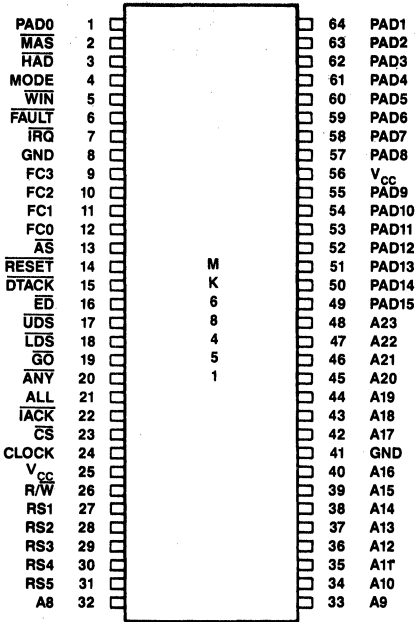 PAD0 1 64 PAD1
MAS 2 63 PAD2
HAD 3 62 PAD3
MODE 4 61 PAD4
WIN 5 60 PAD5
FAULT 6 59 PAD6
IRQ 7 58 PAD7
GND 8 57 PAD8
FC3 9 56 VCC
FC2 10 55 PAD9
FC1 11 54 PAD10
FC0 12 53 PAD11
AS 13 52 PAD12
RESET 14 M 51 PAD13
DTACK 15 K 50 PAD14
ED 16 6 49 PAD15
UDS 17 8 48 A23
LDS 18 4 47 A22
GO 19 5 46 A21
ANY 20 1 45 A20
ALL 21 44 A19
IACK 22 43 A18
CS 23 42 A17
CLOCK 24 41 GND
VCC 25 40 A16
R/W 26 39 A15
RS1 27 38 A14
RS2 28 37 A13
RS3 29 36 A12
RS4 30 35 A11
RS5 31 34 A10
A8 32 33 A9